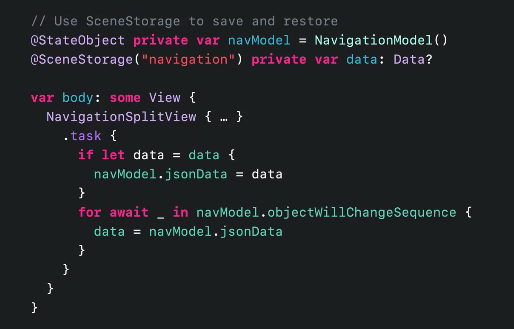 // Use SceneStorage to save and restore
@StateObject private var navModel = NavigationModel()
@SceneStorage("navigation") private var data: Data?

var body: some View {
  NavigationSplitView { … }
    .task {
      if let data = data {
        navModel.jsonData = data
      }
      for await _ in navModel.objectWillChangeSequence {
        data = navModel.jsonData
      }
    }
  }
}